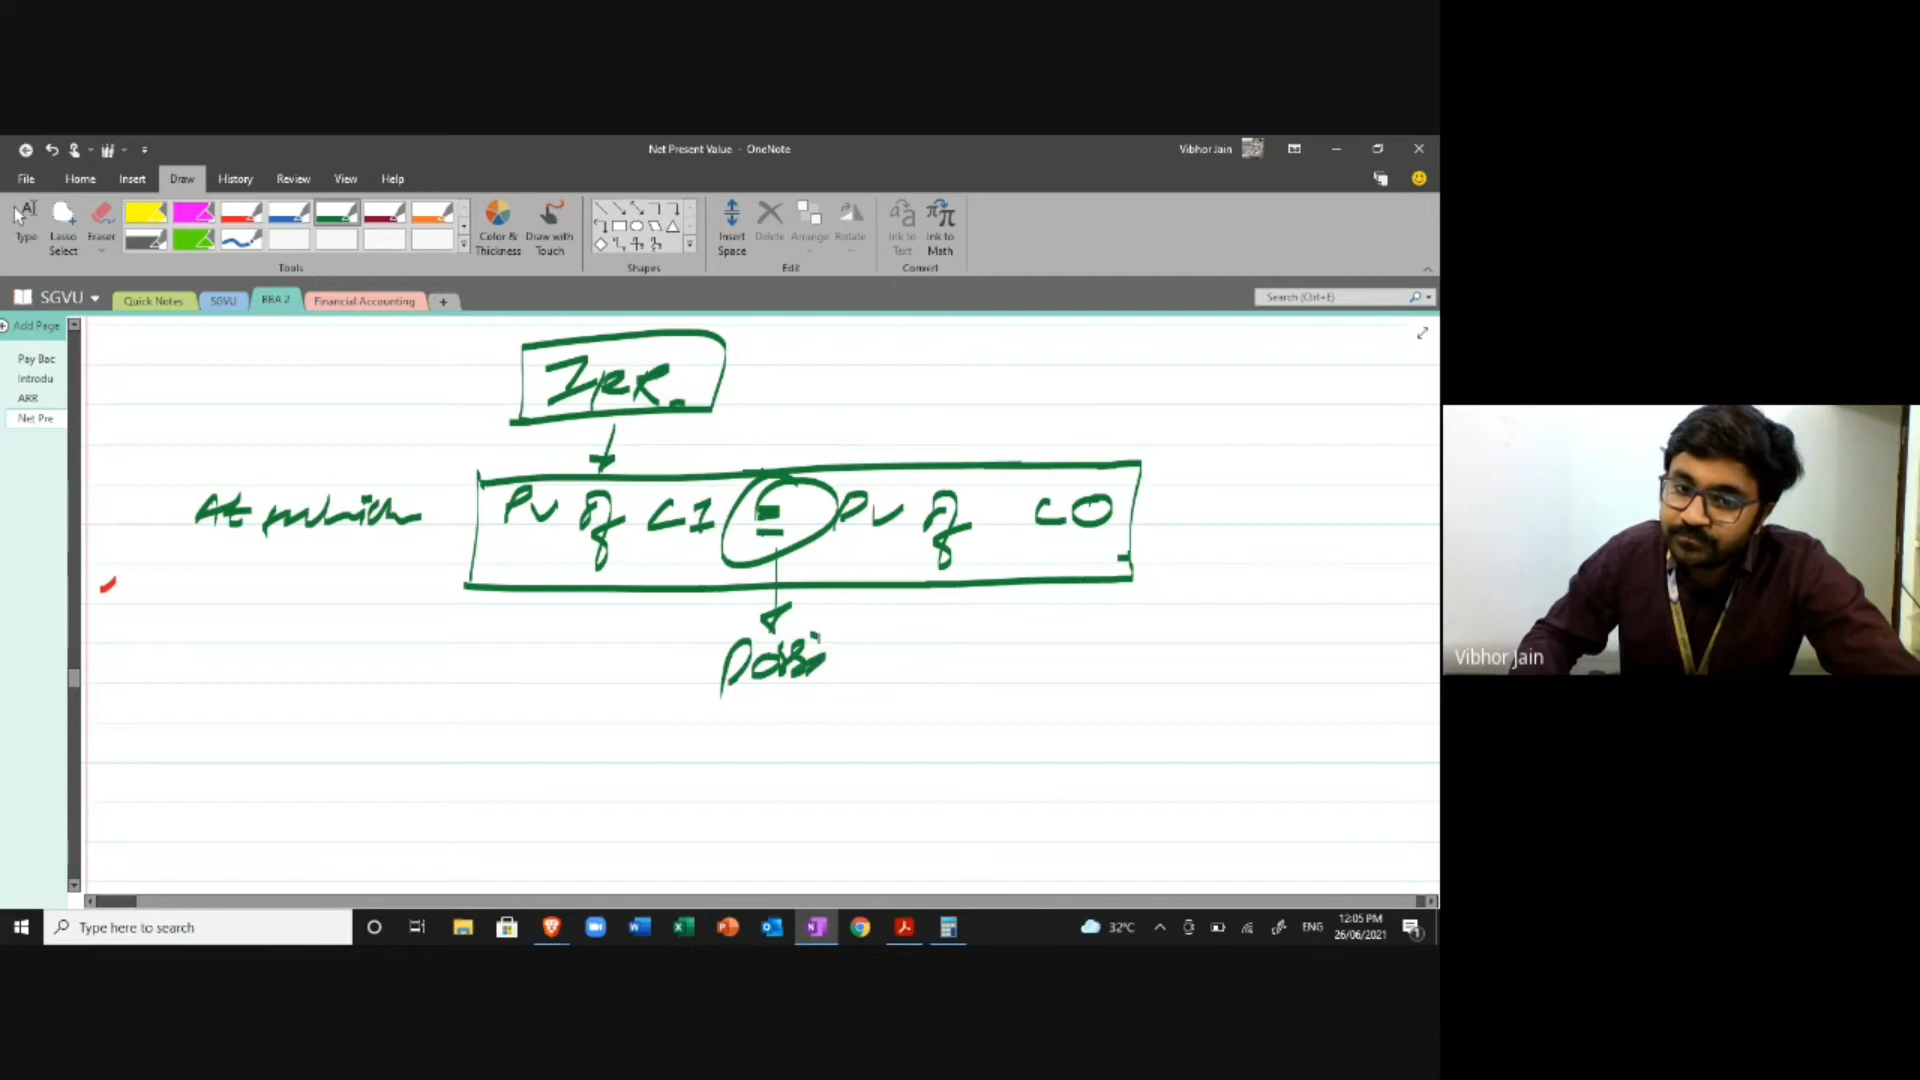 Net Present Value - OneNote
Vibhor Jain
File Home Insert Draw History Review View Help
Type
Lasso Select
Eraser
Color & Thickness
Draw with Touch
Insert Space
Delete
Arrange
Rotate
Ink to Text
Ink to Math
Tools
Shapes
Edit
Convert
SGVU
Quick Notes
SGVU
BBA 2
Financial Accounting
+
Search (Ctrl+E)
Add Page
Pay Bac
Introdu
ARR
Net Pre
IRR.
At which PV of CI = PV of CO
Possi
Vibhor Jain
Type here to search
32°C
ENG
12:05 PM
26/06/2021
1